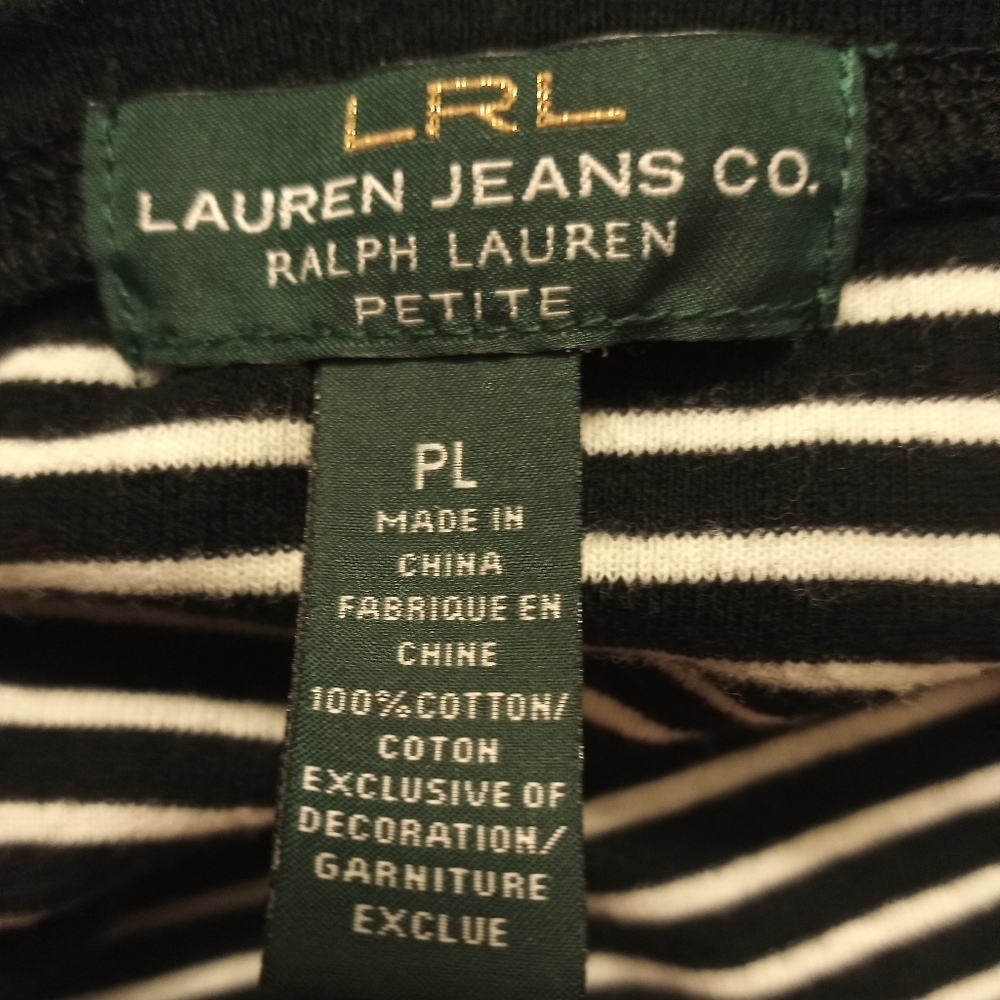 LRL
LAUREN JEANS CO.
RALPH LAUREN
PETITE
PL
MADE IN
CHINA
FABRIQUE EN
CHINE
100% COTTON/
COTON
EXCLUSIVE OF
DECORATION/
GARNITURE
EXCLUE